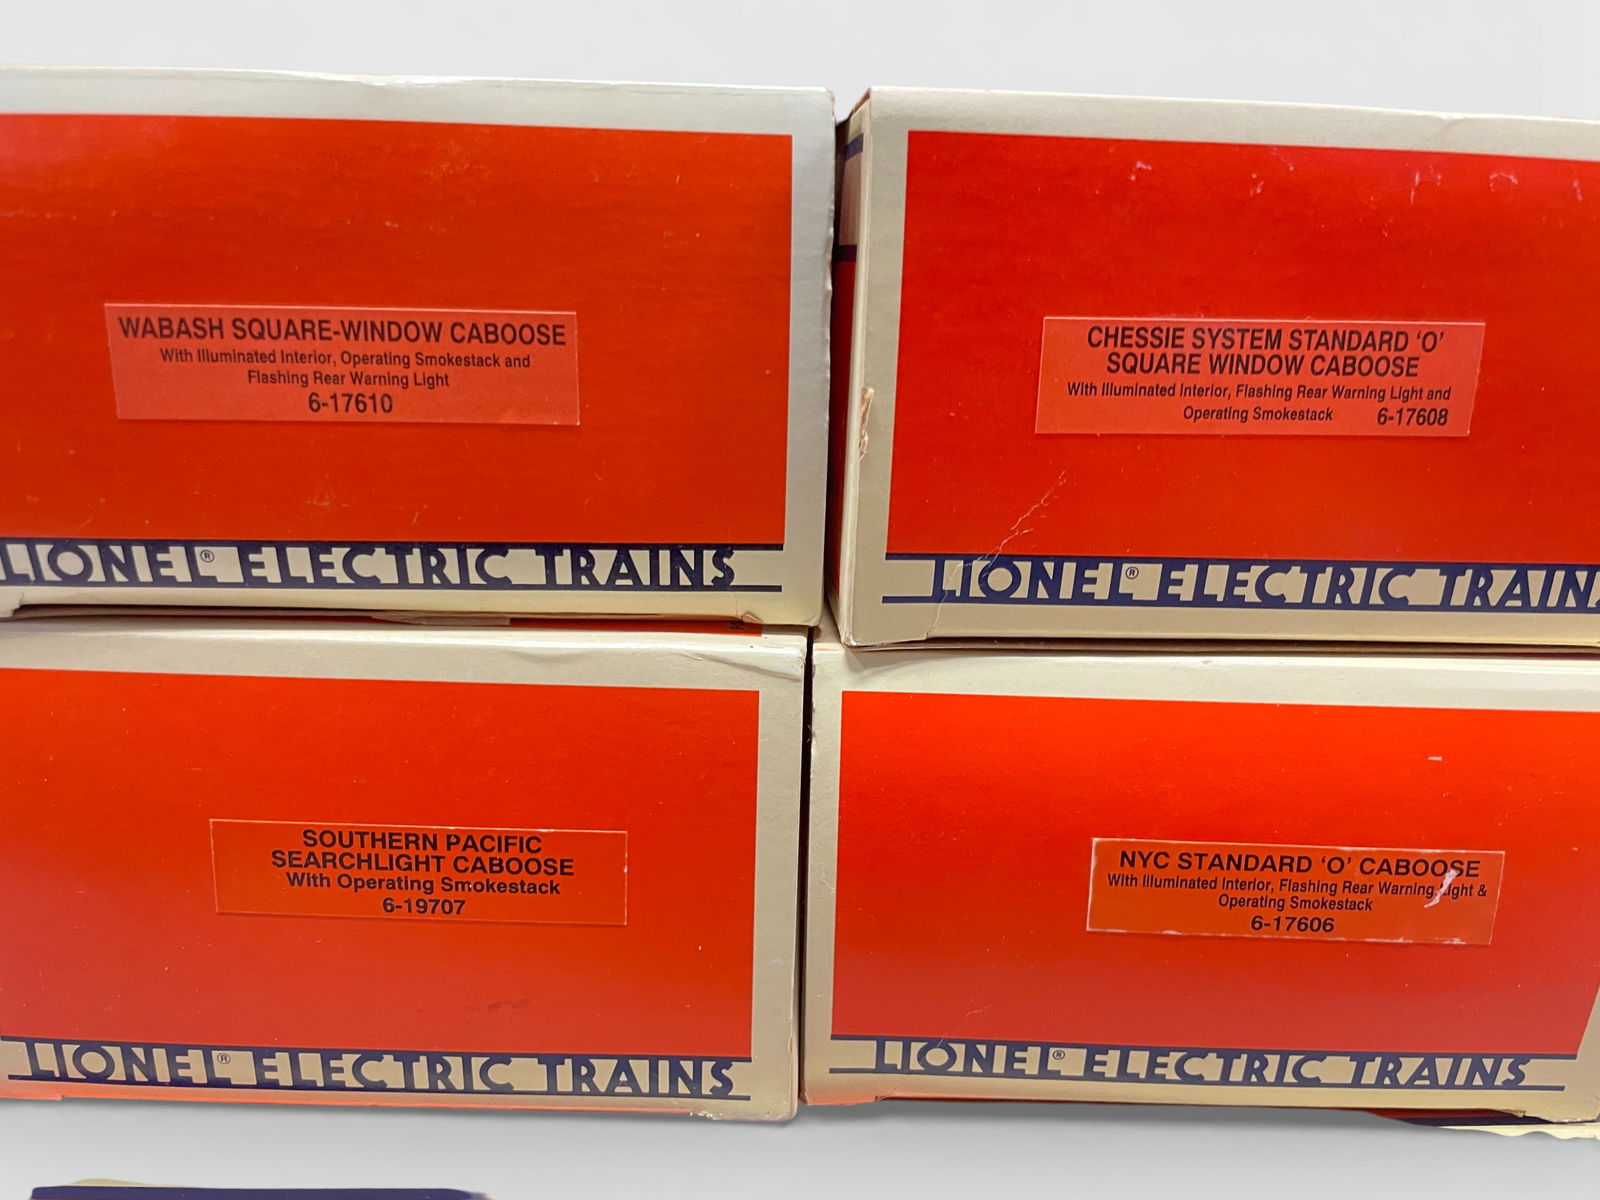 WABASH SQUARE-WINDOW CABOOSE
With Illuminated Interior, Operating Smokestack and
Flashing Rear Warning Light
6-17610
LIONEL® ELECTRIC TRAINS
CHESSIE SYSTEM STANDARD 'O'
SQUARE WINDOW CABOOSE
With Illuminated Interior, Flashing Rear Warning Light and
Operating Smokestack 6-17608
LIONEL® ELECTRIC TRAINS
SOUTHERN PACIFIC
SEARCHLIGHT CABOOSE
With Operating Smokestack
6-19707
LIONEL® ELECTRIC TRAINS
NYC STANDARD 'O' CABOOSE
With Illuminated Interior, Flashing Rear Warning Light &
Operating Smokestack
6-17606
LIONEL® ELECTRIC TRAINS